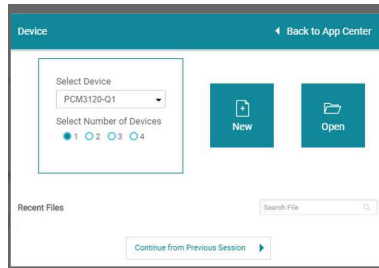 Device
Back to App Center
Select Device
PCM3120-Q1
Select Number of Devices
1 2 3 4
New
Open
Recent Files
Search File
Continue from Previous Session